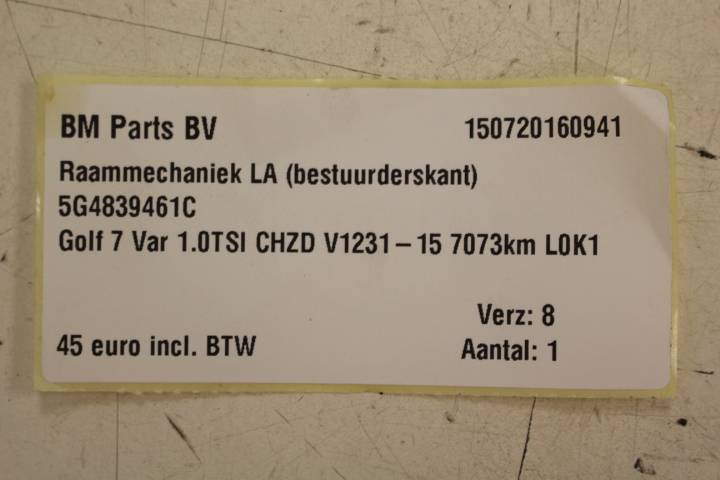 BM Parts BV 150720160941
Raammechaniek LA (bestuurderskant)
5G4839461C
Golf 7 Var 1.0TSI CHZD V1231-15 7073km L0K1
Verz: 8
45 euro incl. BTW Aantal: 1